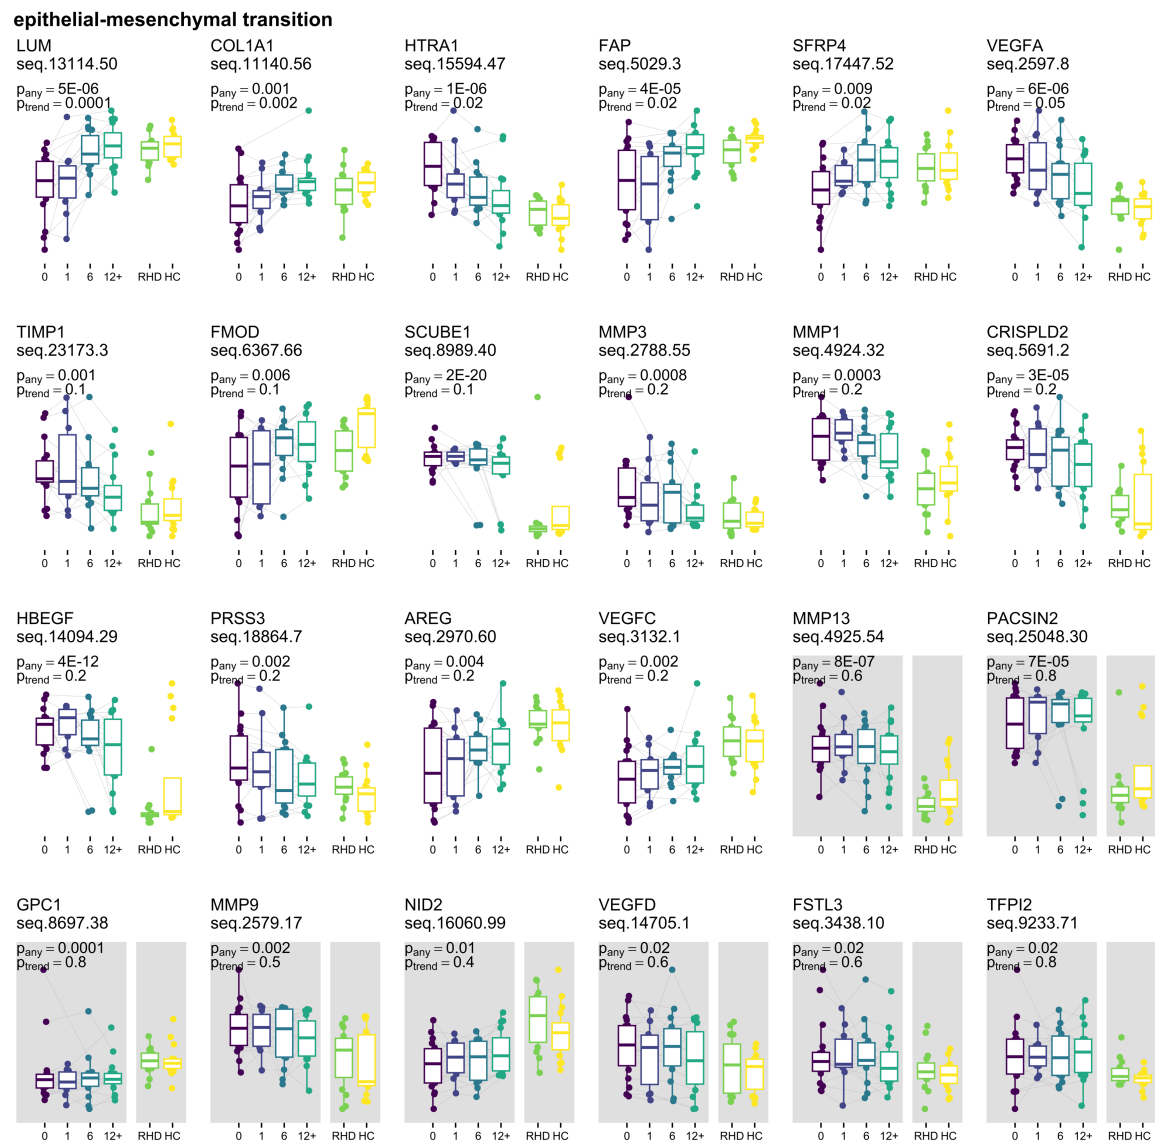 epithelial-mesenchymal transition
LUM COL1A1 HTRA1 FAP SFRP4 VEGFA
seq.13114.50 seq.11140.56 seq.15594.47 seq.5029.3 seq.17447.52 seq.2597.8
pany = 5E-06 pany = 0.001 pany = 1E-06 pany = 4E-05 pany = 0.009 pany = 6E-06
ptrend = 0.0001 ptrend = 0.002 ptrend = 0.02 ptrend = 0.02 ptrend = 0.02 ptrend = 0.05
0 1 6 12+ RHD HC 0 1 6 12+ RHD HC 0 1 6 12+ RHD HC 0 1 6 12+ RHD HC 0 1 6 12+ RHD HC 0 1 6 12+ RHD HC
TIMP1 FMOD SCUBE1 MMP3 MMP1 CRISPLD2
seq.23173.3 seq.6367.66 seq.8989.40 seq.2788.55 seq.4924.32 seq.5691.2
pany = 0.001 pany = 0.006 pany = 2E-20 pany = 0.0008 pany = 0.0003 pany = 3E-05
ptrend = 0.1 ptrend = 0.1 ptrend = 0.1 ptrend = 0.2 ptrend = 0.2 ptrend = 0.2
0 1 6 12+ RHD HC 0 1 6 12+ RHD HC 0 1 6 12+ RHD HC 0 1 6 12+ RHD HC 0 1 6 12+ RHD HC 0 1 6 12+ RHD HC
HBEGF PRSS3 AREG VEGFC MMP13 PACSIN2
seq.14094.29 seq.18864.7 seq.2970.60 seq.3132.1 seq.4925.54 seq.25048.30
pany = 4E-12 pany = 0.002 pany = 0.004 pany = 0.002 pany = 8E-07 pany = 7E-05
ptrend = 0.2 ptrend = 0.2 ptrend = 0.2 ptrend = 0.2 ptrend = 0.6 ptrend = 0.8
0 1 6 12+ RHD HC 0 1 6 12+ RHD HC 0 1 6 12+ RHD HC 0 1 6 12+ RHD HC 0 1 6 12+ RHD HC 0 1 6 12+ RHD HC
GPC1 MMP9 NID2 VEGFD FSTL3 TFPI2
seq.8697.38 seq.2579.17 seq.16060.99 seq.14705.1 seq.3438.10 seq.9233.71
pany = 0.0001 pany = 0.002 pany = 0.01 pany = 0.02 pany = 0.02 pany = 0.02
ptrend = 0.8 ptrend = 0.5 ptrend = 0.4 ptrend = 0.6 ptrend = 0.6 ptrend = 0.8
0 1 6 12+ RHD HC 0 1 6 12+ RHD HC 0 1 6 12+ RHD HC 0 1 6 12+ RHD HC 0 1 6 12+ RHD HC 0 1 6 12+ RHD HC